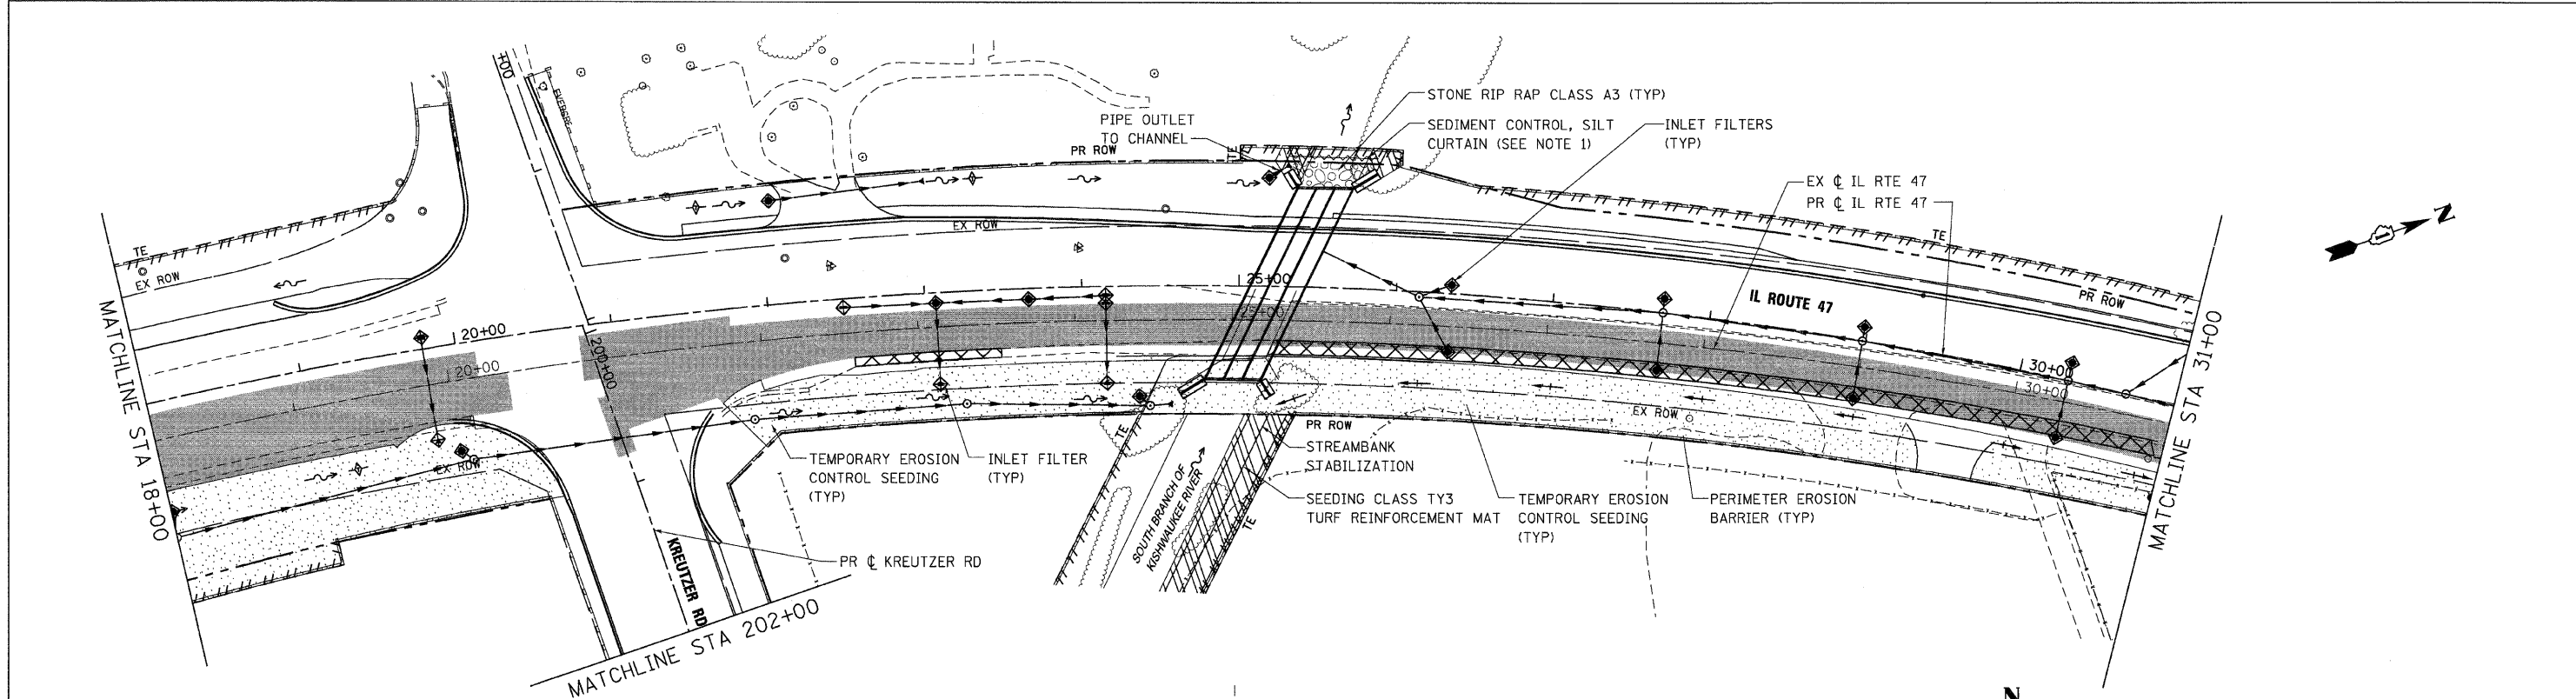 +00
EVERGRE
STONE RIP RAP CLASS A3 (TYP)
PIPE OUTLET
TO CHANNEL
SEDIMENT CONTROL, SILT
CURTAIN (SEE NOTE 1)
INLET FILTERS
(TYP)
PR ROW
TE
EX ℄ IL RTE 47
PR ℄ IL RTE 47
N
TE
EX ROW
EX ROW
TE
PR ROW
25+00
25+00
IL ROUTE 47
MATCHLINE STA 18+00
20+00
20+00
200+00
30+00
30+00
MATCHLINE STA 31+00
EX ROW
EX ROW
PR ROW
TE
TEMPORARY EROSION
CONTROL SEEDING
(TYP)
INLET FILTER
(TYP)
STREAMBANK
STABILIZATION
SOUTH BRANCH OF
KISHWAUKEE RIVER
TE
SEEDING CLASS TY3
TURF REINFORCEMENT MAT
TEMPORARY EROSION
CONTROL SEEDING
(TYP)
PERIMETER EROSION
BARRIER (TYP)
PR ℄ KREUTZER RD
KREUTZER RD
MATCHLINE STA 202+00
N